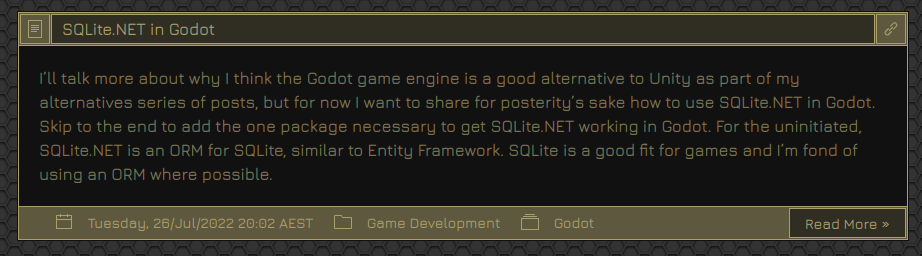 SQLite.NET in Godot
I'll talk more about why I think the Godot game engine is a good alternative to Unity as part of my
alternatives series of posts, but for now I want to share for posterity's sake how to use SQLite.NET in Godot.
Skip to the end to add the one package necessary to get SQLite.NET working in Godot. For the uninitiated,
SQLite.NET is an ORM for SQLite, similar to Entity Framework. SQLite is a good fit for games and I'm fond of
using an ORM where possible.
Tuesday, 26/Jul/2022 20:02 AEST Game Development Godot Read More »